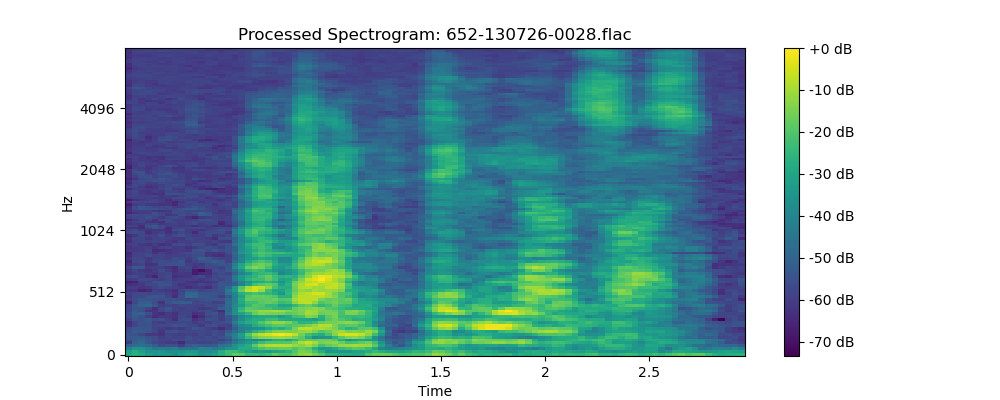 Processed Spectrogram: 652-130726-0028.flac
Hz
4096
2048
1024
512
0
0
0.5
1
1.5
2
2.5
Time
+0 dB
-10 dB
-20 dB
-30 dB
-40 dB
-50 dB
-60 dB
-70 dB